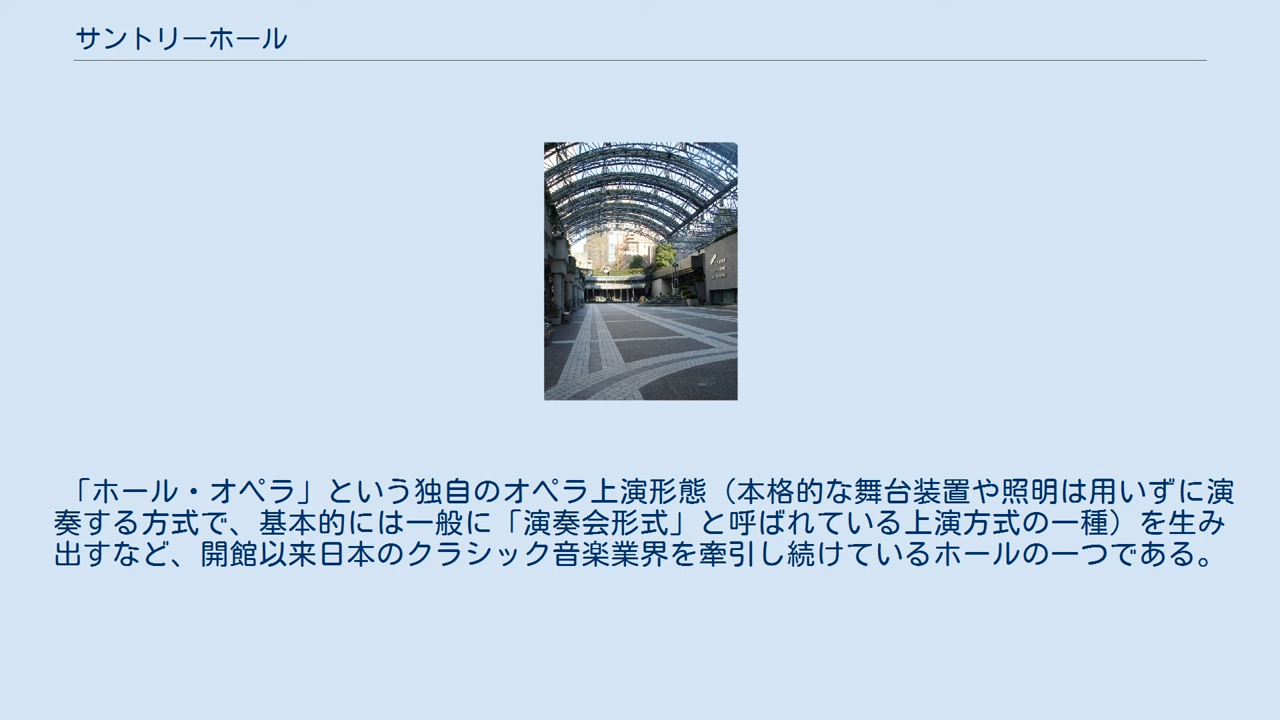 サントリーホール
「ホール・オペラ」という独自のオペラ上演形態（本格的な舞台装置や照明は用いずに演
奏する方式で、基本的には一般に「演奏会形式」と呼ばれている上演方式の一種）を生み
出すなど、開館以来日本のクラシック音楽業界を牽引し続けているホールの一つである。